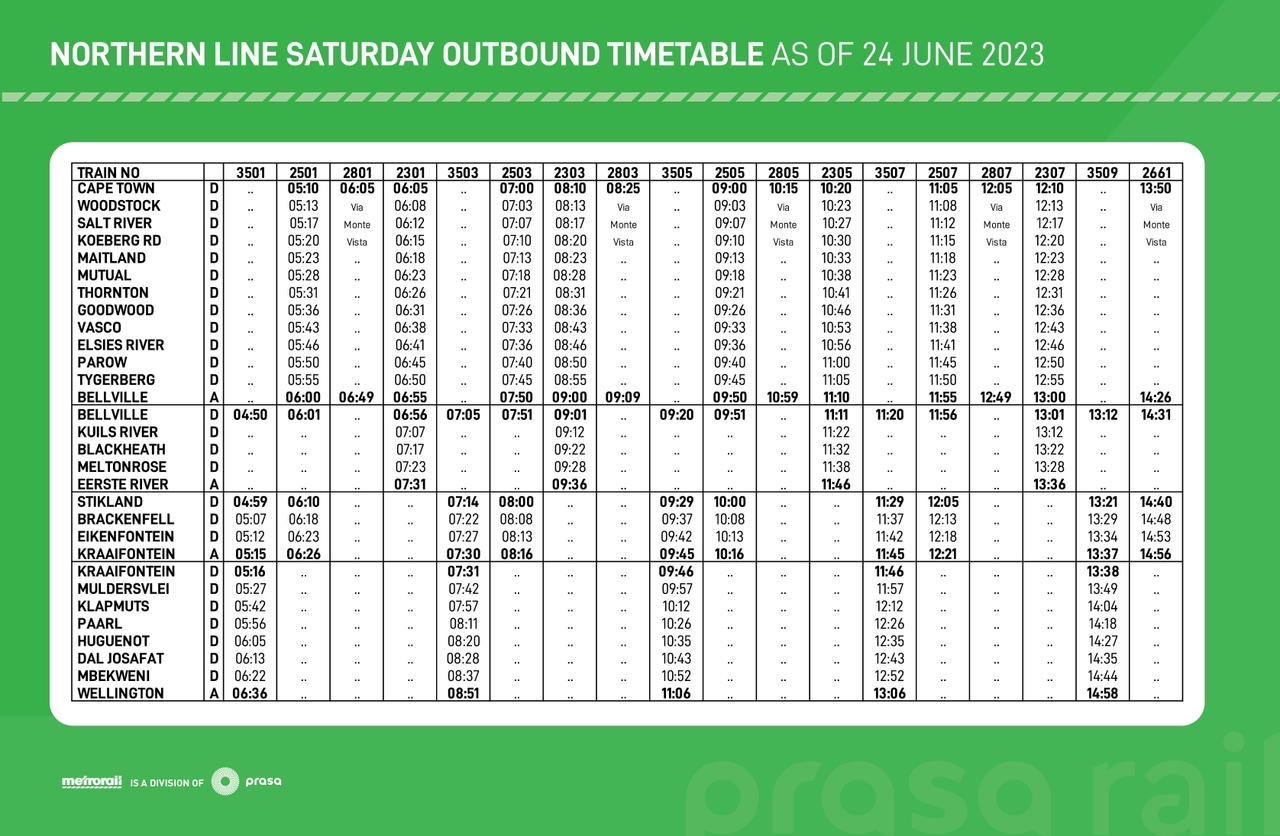 NORTHERN LINE SATURDAY OUTBOUND TIMETABLE AS OF 24 JUNE 2023
TRAIN NO 3501 2501 2801 2301 3503 2503 2303 2803 3505 2505 2805 2305 3507 2507 2807 2307 3509 2661
CAPE TOWN D .. 05:10 06:05 06:05 .. 07:00 08:10 08:25 .. 09:00 10:15 10:20 .. 11:05 12:05 12:10 .. 13:50
WOODSTOCK D .. 05:13 Via 06:08 .. 07:03 08:13 Via .. 09:03 Via 10:23 .. 11:08 Via 12:13 .. Via
SALT RIVER D .. 05:17 Monte 06:12 .. 07:07 08:17 Monte .. 09:07 Monte 10:27 .. 11:12 Monte 12:17 .. Monte
KOEBERG RD D .. 05:20 Vista 06:15 .. 07:10 08:20 Vista .. 09:10 Vista 10:30 .. 11:15 Vista 12:20 .. Vista
MAITLAND D .. 05:23 .. 06:18 .. 07:13 08:23 .. .. 09:13 .. 10:33 .. 11:18 .. 12:23 .. ..
MUTUAL D .. 05:28 .. 06:23 .. 07:18 08:28 .. .. 09:18 .. 10:38 .. 11:23 .. 12:28 .. ..
THORNTON D .. 05:31 .. 06:26 .. 07:21 08:31 .. .. 09:21 .. 10:41 .. 11:26 .. 12:31 .. ..
GOODWOOD D .. 05:36 .. 06:31 .. 07:26 08:36 .. .. 09:26 .. 10:46 .. 11:31 .. 12:36 .. ..
VASCO D .. 05:43 .. 06:38 .. 07:33 08:43 .. .. 09:33 .. 10:53 .. 11:38 .. 12:43 .. ..
ELSIES RIVER D .. 05:46 .. 06:41 .. 07:36 08:46 .. .. 09:36 .. 10:56 .. 11:41 .. 12:46 .. ..
PAROW D .. 05:50 .. 06:45 .. 07:40 08:50 .. .. 09:40 .. 11:00 .. 11:45 .. 12:50 .. ..
TYGERBERG D .. 05:55 .. 06:50 .. 07:45 08:55 .. .. 09:45 .. 11:05 .. 11:50 .. 12:55 .. ..
BELLVILLE A .. 06:00 06:49 06:55 .. 07:50 09:00 09:09 .. 09:50 10:59 11:10 .. 11:55 12:49 13:00 .. 14:26
BELLVILLE D 04:50 06:01 .. 06:56 07:05 07:51 09:01 .. 09:20 09:51 .. 11:11 11:20 11:56 .. 13:01 13:12 14:31
KUILS RIVER D .. .. .. 07:07 .. .. 09:12 .. .. .. .. 11:22 .. .. .. 13:12 .. ..
BLACKHEATH D .. .. .. 07:17 .. .. 09:22 .. .. .. .. 11:32 .. .. .. 13:22 .. ..
MELTONROSE D .. .. .. 07:23 .. .. 09:28 .. .. .. .. 11:38 .. .. .. 13:28 .. ..
EERSTE RIVER A .. .. .. 07:31 .. .. 09:36 .. .. .. .. 11:46 .. .. .. 13:36 .. ..
STIKLAND D 04:59 06:10 .. .. 07:14 08:00 .. .. 09:29 10:00 .. .. 11:29 12:05 .. .. 13:21 14:40
BRACKENFELL D 05:07 06:18 .. .. 07:22 08:08 .. .. 09:37 10:08 .. .. 11:37 12:13 .. .. 13:29 14:48
EIKENFONTEIN D 05:12 06:23 .. .. 07:27 08:13 .. .. 09:42 10:13 .. .. 11:42 12:18 .. .. 13:34 14:53
KRAAIFONTEIN A 05:15 06:26 .. .. 07:30 08:16 .. .. 09:45 10:16 .. .. 11:45 12:21 .. .. 13:37 14:56
KRAAIFONTEIN D 05:16 .. .. .. 07:31 .. .. .. 09:46 .. .. .. 11:46 .. .. .. 13:38 ..
MULDERSVLEI D 05:27 .. .. .. 07:42 .. .. .. 09:57 .. .. .. 11:57 .. .. .. 13:49 ..
KLAPMUTS D 05:42 .. .. .. 07:57 .. .. .. 10:12 .. .. .. 12:12 .. .. .. 14:04 ..
PAARL D 05:56 .. .. .. 08:11 .. .. .. 10:26 .. .. .. 12:26 .. .. .. 14:18 ..
HUGUENOT D 06:05 .. .. .. 08:20 .. .. .. 10:35 .. .. .. 12:35 .. .. .. 14:27 ..
DAL JOSAFAT D 06:13 .. .. .. 08:28 .. .. .. 10:43 .. .. .. 12:43 .. .. .. 14:35 ..
MBEKWENI D 06:22 .. .. .. 08:37 .. .. .. 10:52 .. .. .. 12:52 .. .. .. 14:44 ..
WELLINGTON A 06:36 .. .. .. 08:51 .. .. .. 11:06 .. .. .. 13:06 .. .. .. 14:58 ..
metrorail IS A DIVISION OF prasa
prasa rail